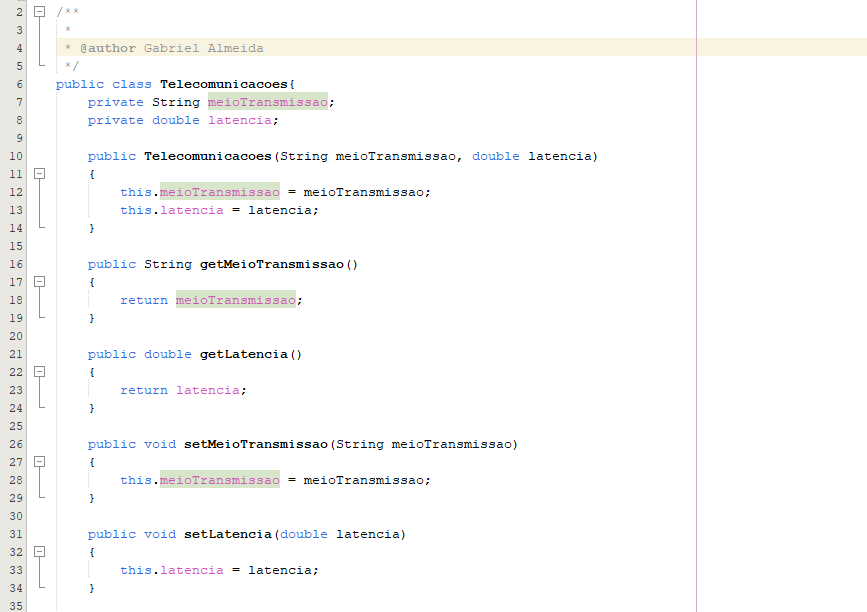 2 /**
3  *
4  * @author Gabriel Almeida
5  */
6 public class Telecomunicacoes{
7     private String meioTransmissao;
8     private double latencia;
9
10     public Telecomunicacoes(String meioTransmissao, double latencia)
11     {
12         this.meioTransmissao = meioTransmissao;
13         this.latencia = latencia;
14     }
15
16     public String getMeioTransmissao()
17     {
18         return meioTransmissao;
19     }
20
21     public double getLatencia()
22     {
23         return latencia;
24     }
25
26     public void setMeioTransmissao(String meioTransmissao)
27     {
28         this.meioTransmissao = meioTransmissao;
29     }
30
31     public void setLatencia(double latencia)
32     {
33         this.latencia = latencia;
34     }
35